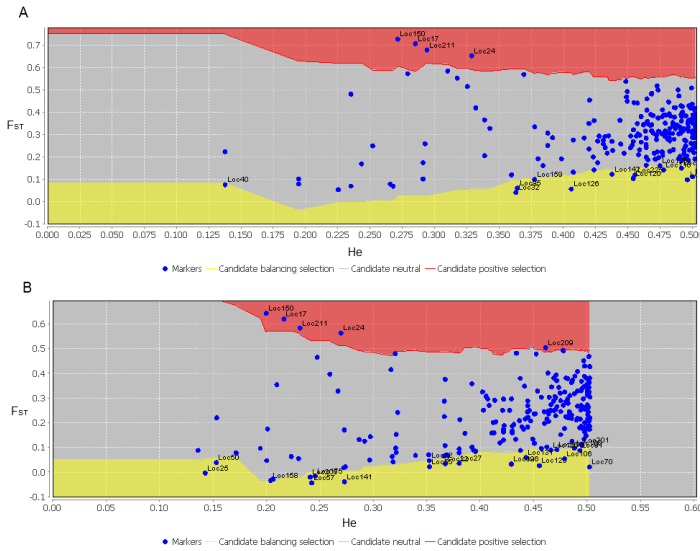 A
0.7
0.6
0.5
0.4
0.3
0.2
0.1
0.0
-0.1
FST
Loc150
Loc17
Loc211
Loc24
Loc40
Loc32
Loc126
0.000 0.025 0.050 0.075 0.100 0.125 0.150 0.175 0.200 0.225 0.250 0.275 0.300 0.325 0.350 0.375 0.400 0.425 0.450 0.475 0.500
He
Markers Candidate balancing selection Candidate neutral Candidate positive selection
B
0.6
0.5
0.4
0.3
0.2
0.1
0.0
-0.1
FST
Loc150
Loc17
Loc211
Loc24
Loc209
Loc50
Loc25
Loc158
Loc57
Loc141
Loc27
Loc131
Loc129
Loc106
Loc70
0.00 0.05 0.10 0.15 0.20 0.25 0.30 0.35 0.40 0.45 0.50 0.55 0.60
He
Markers Candidate balancing selection Candidate neutral Candidate positive selection